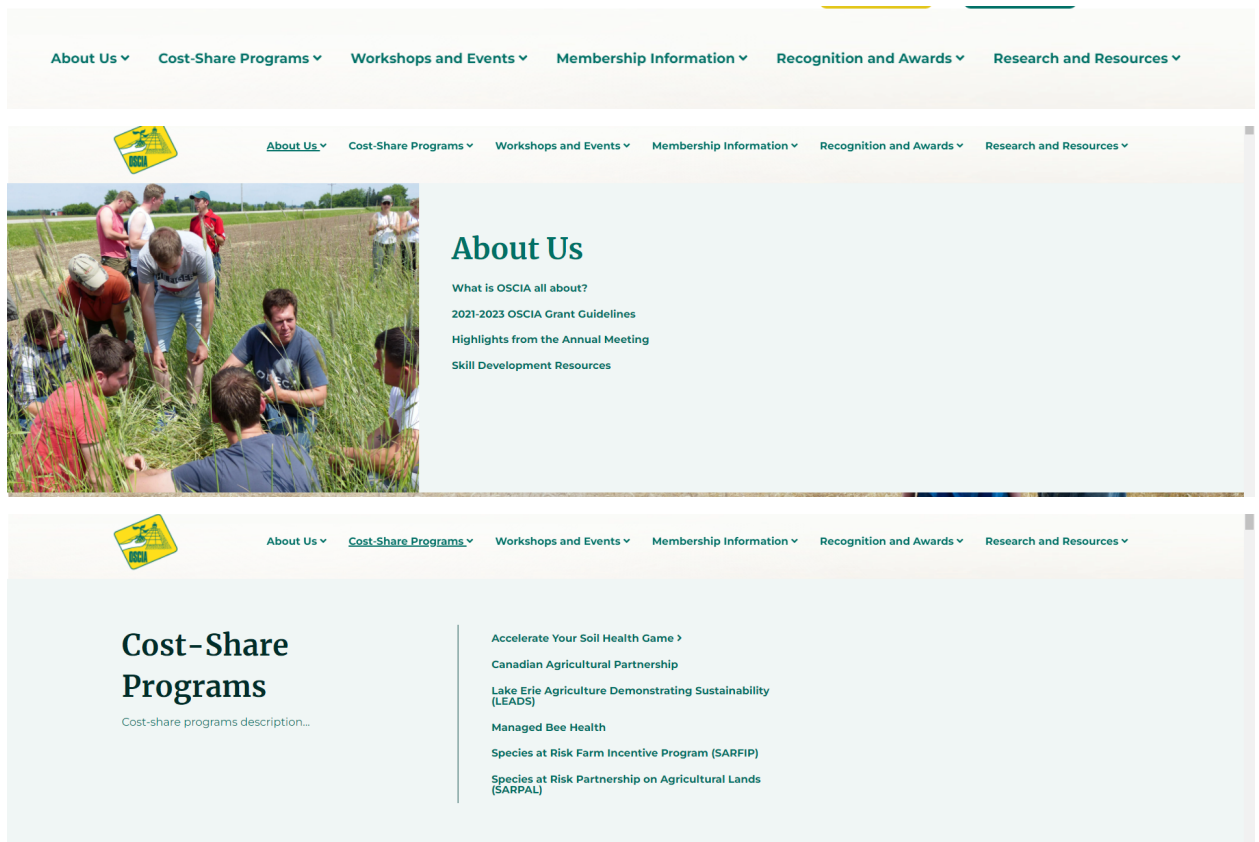 About Us Cost-Share Programs Workshops and Events Membership Information Recognition and Awards Research and Resources
OSCIA
About Us Cost-Share Programs Workshops and Events Membership Information Recognition and Awards Research and Resources
About Us
What is OSCIA all about?
2021-2023 OSCIA Grant Guidelines
Highlights from the Annual Meeting
Skill Development Resources
OSCIA
About Us Cost-Share Programs Workshops and Events Membership Information Recognition and Awards Research and Resources
Cost-Share
Programs
Cost-share programs description...
Accelerate Your Soil Health Game >
Canadian Agricultural Partnership
Lake Erie Agriculture Demonstrating Sustainability
(LEADS)
Managed Bee Health
Species at Risk Farm Incentive Program (SARFIP)
Species at Risk Partnership on Agricultural Lands
(SARPAL)